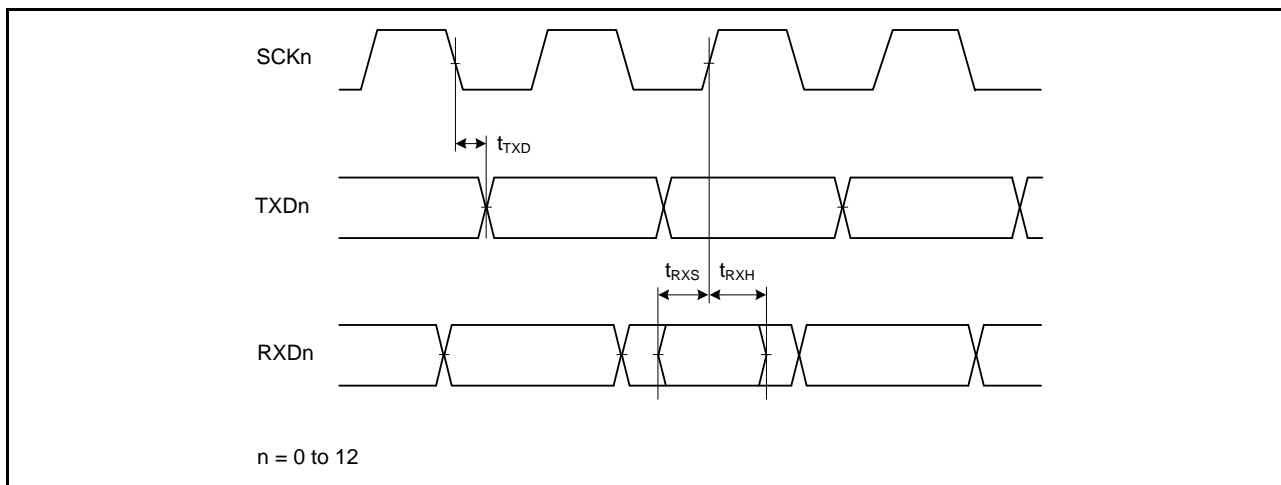 SCKn
tTXD
TXDn
tRXS tRXH
RXDn
n = 0 to 12